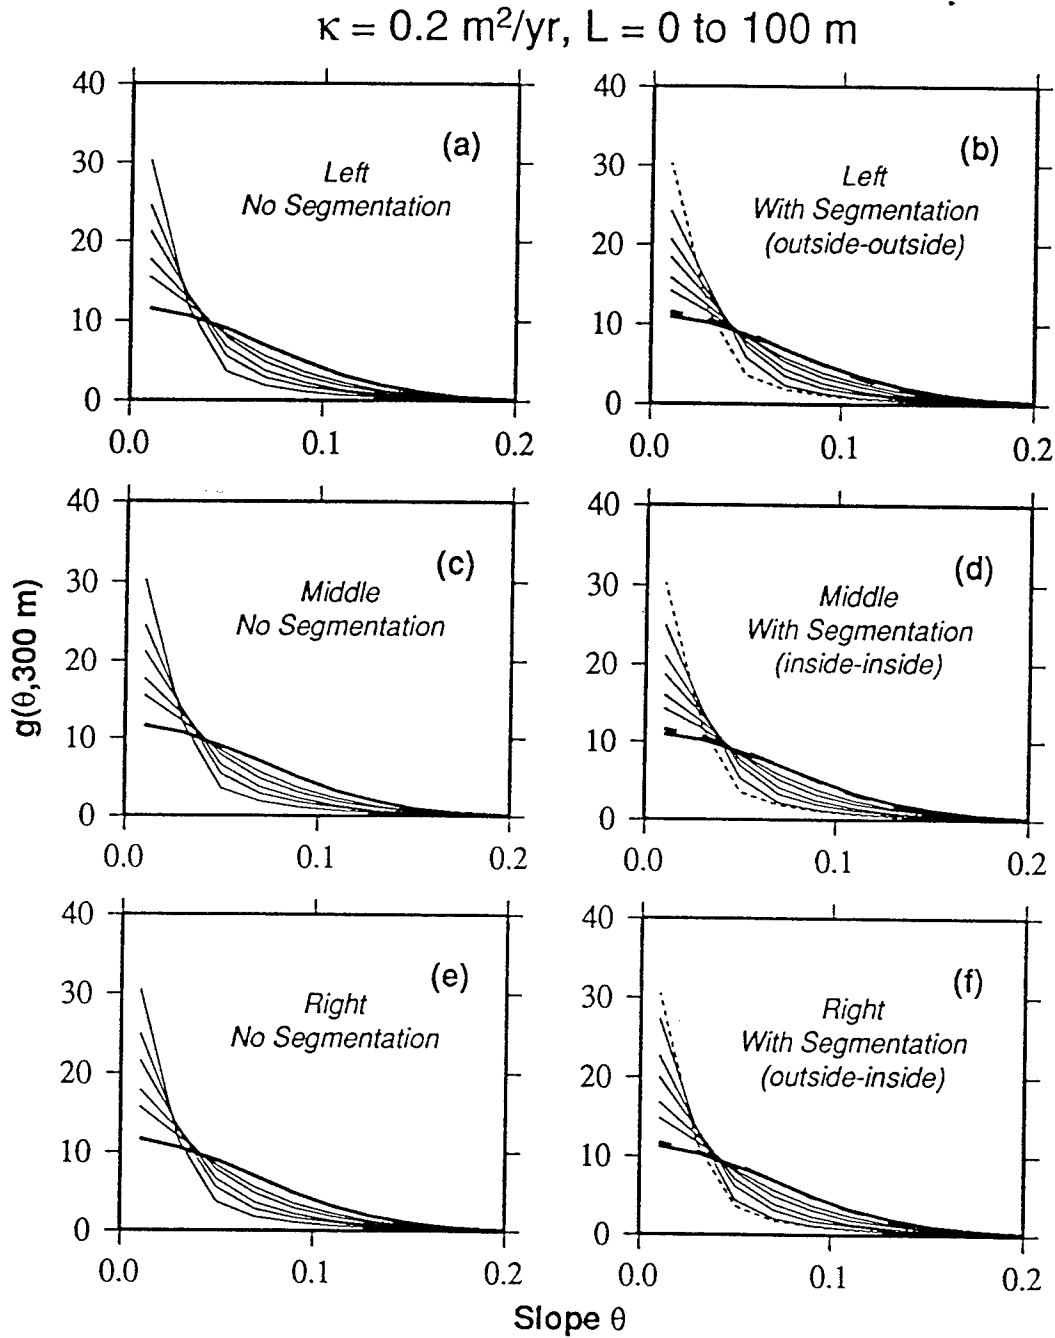 κ = 0.2 m²/yr, L = 0 to 100 m
40
30
20
10
0
0.0
0.1
0.2
(a)
Left
No Segmentation
40
30
20
10
0
0.0
0.1
0.2
(b)
Left
With Segmentation
(outside-outside)
g(θ,300 m)
40
30
20
10
0
0.0
0.1
0.2
(c)
Middle
No Segmentation
40
30
20
10
0
0.0
0.1
0.2
(d)
Middle
With Segmentation
(inside-inside)
40
30
20
10
0
0.0
0.1
0.2
(e)
Right
No Segmentation
40
30
20
10
0
0.0
0.1
0.2
(f)
Right
With Segmentation
(outside-inside)
Slope θ